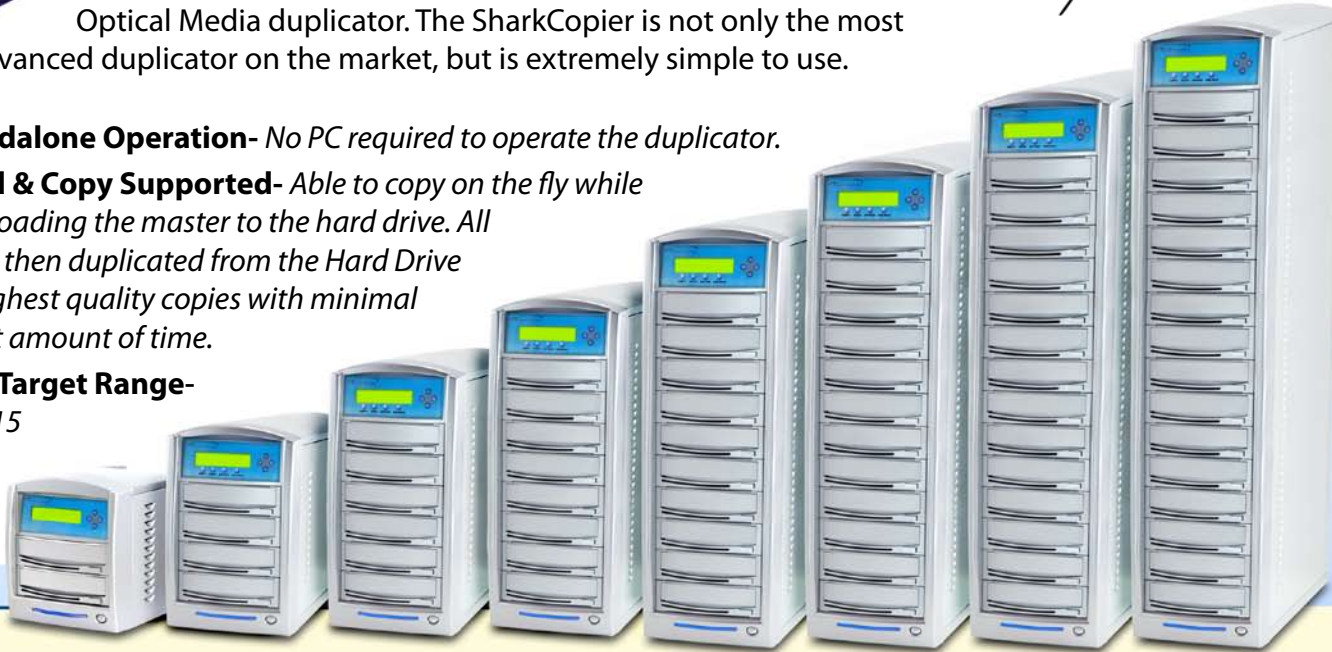 Optical Media duplicator. The SharkCopier is not only the most
vanced duplicator on the market, but is extremely simple to use.
dalone Operation- No PC required to operate the duplicator.
& Copy Supported- Able to copy on the fly while
oading the master to the hard drive. All
then duplicated from the Hard Drive
ghest quality copies with minimal
t amount of time.
Target Range-
15